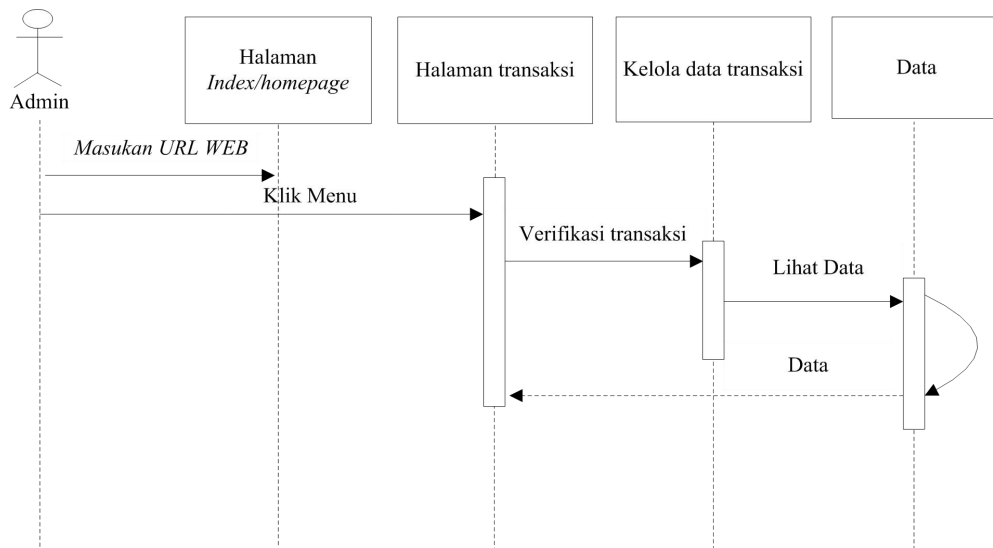 Admin
Halaman
Index/homepage
Halaman transaksi
Kelola data transaksi
Data
Masukan URL WEB
Klik Menu
Verifikasi transaksi
Lihat Data
Data